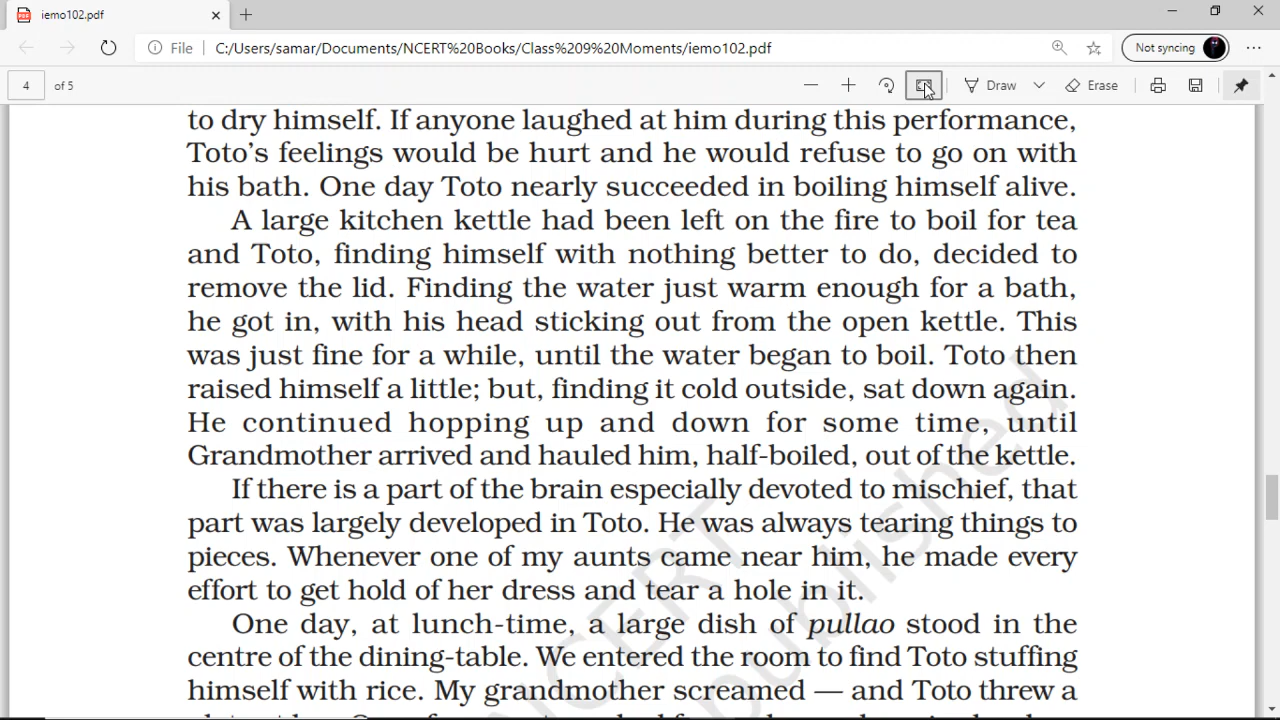 iemo102.pdf
File C:/Users/samar/Documents/NCERT%20Books/Class%209%20Moments/iemo102.pdf Not syncing
4 of 5 Draw Erase
to dry himself. If anyone laughed at him during this performance,
Toto's feelings would be hurt and he would refuse to go on with
his bath. One day Toto nearly succeeded in boiling himself alive.
A large kitchen kettle had been left on the fire to boil for tea
and Toto, finding himself with nothing better to do, decided to
remove the lid. Finding the water just warm enough for a bath,
he got in, with his head sticking out from the open kettle. This
was just fine for a while, until the water began to boil. Toto then
raised himself a little; but, finding it cold outside, sat down again.
He continued hopping up and down for some time, until
Grandmother arrived and hauled him, half-boiled, out of the kettle.
If there is a part of the brain especially devoted to mischief, that
part was largely developed in Toto. He was always tearing things to
pieces. Whenever one of my aunts came near him, he made every
effort to get hold of her dress and tear a hole in it.
One day, at lunch-time, a large dish of pullao stood in the
centre of the dining-table. We entered the room to find Toto stuffing
himself with rice. My grandmother screamed — and Toto threw a
NCERT
published